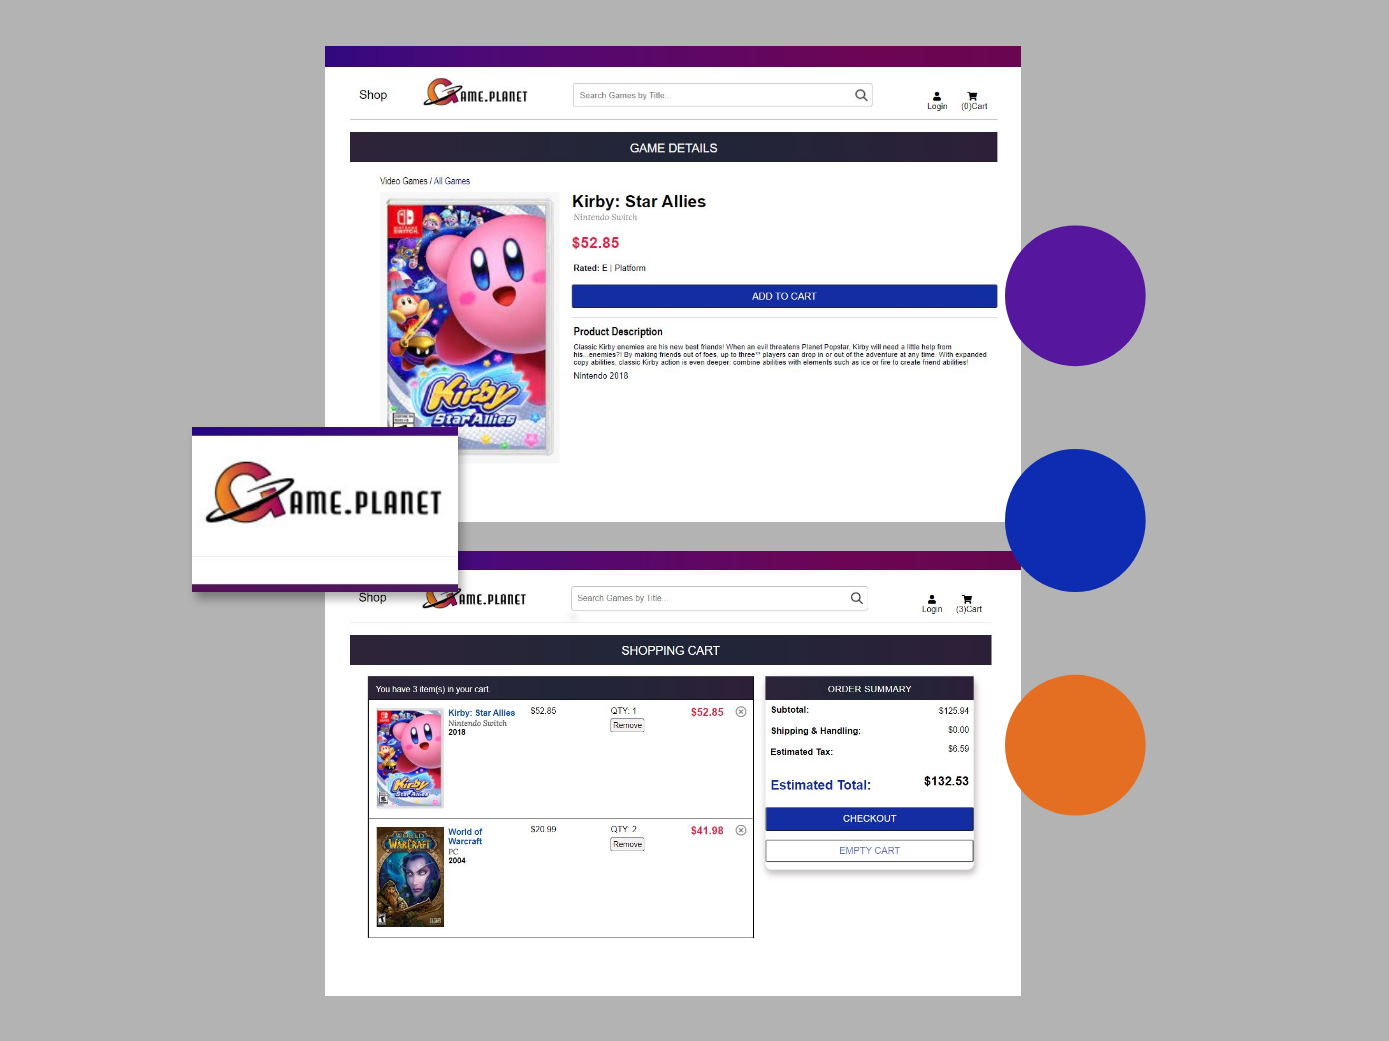 Shop
GAME.PLANET
Search Games by Title...
Login
(0)Cart
GAME DETAILS
Video Games / All Games
NINTENDO
SWITCH
Kirby
Star Allies
Kirby: Star Allies
Nintendo Switch
$52.85
Rated: E | Platform
ADD TO CART
Product Description
Classic Kirby enemies are his new best friends! When an evil threatens Planet Popstar, Kirby will need a little help from
his...enemies?! By making friends out of foes, up to three** players can drop in or out of the adventure at any time. With expanded
copy abilities, classic Kirby action is even deeper: combine abilities with elements such as ice or fire to create friend abilities!
Nintendo 2018
GAME.PLANET
Shop
GAME.PLANET
Search Games by Title...
Login
(3)Cart
SHOPPING CART
You have 3 item(s) in your cart
Kirby
Star Allies
Kirby: Star Allies
Nintendo Switch
2018
$52.85
QTY: 1
Remove
$52.85
WORLD OF
WARCRAFT
World of
Warcraft
PC
2004
$20.99
QTY: 2
Remove
$41.98
ORDER SUMMARY
Subtotal:
$125.94
Shipping & Handling:
$0.00
Estimated Tax:
$6.59
Estimated Total:
$132.53
CHECKOUT
EMPTY CART